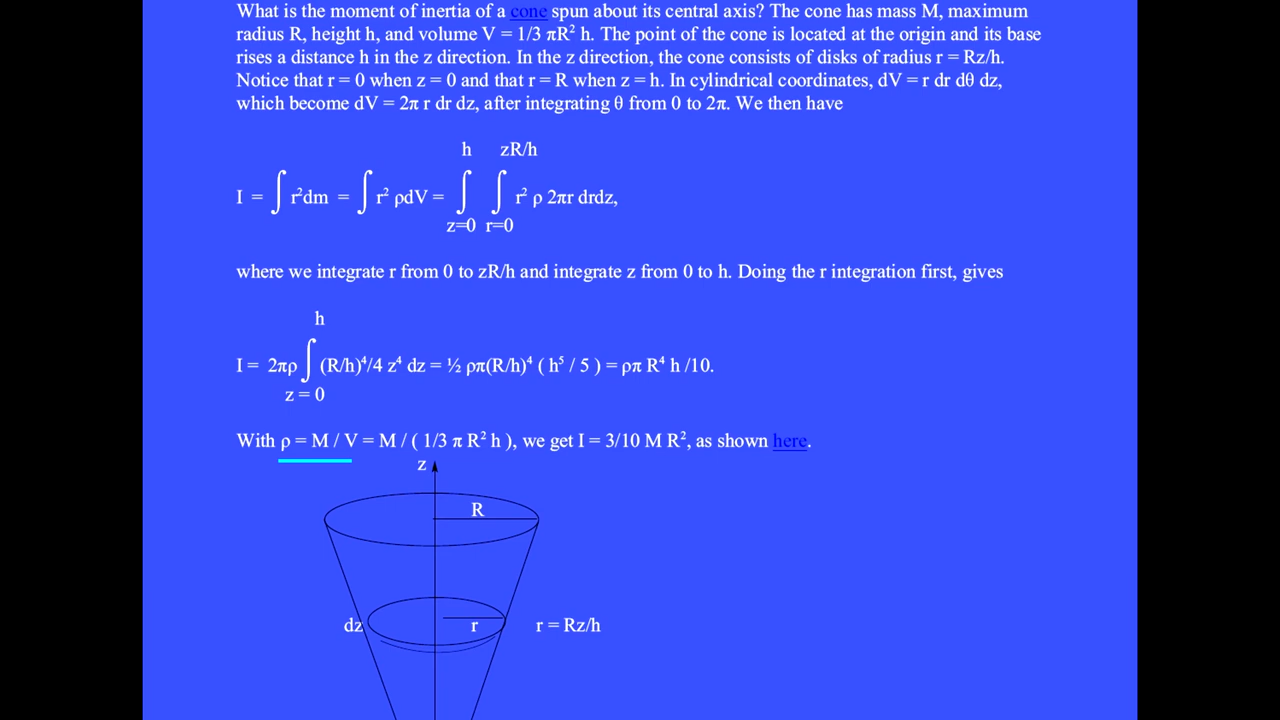 What is the moment of inertia of a cone spun about its central axis? The cone has mass M, maximum
radius R, height h, and volume V = 1/3 πR² h. The point of the cone is located at the origin and its base
rises a distance h in the z direction. In the z direction, the cone consists of disks of radius r = Rz/h.
Notice that r = 0 when z = 0 and that r = R when z = h. In cylindrical coordinates, dV = r dr dθ dz,
which become dV = 2π r dr dz, after integrating θ from 0 to 2π. We then have
h zR/h
I = ∫ r²dm = ∫ r² ρdV = ∫ ∫ r² ρ 2πr drdz,
z=0 r=0
where we integrate r from 0 to zR/h and integrate z from 0 to h. Doing the r integration first, gives
h
I = 2πρ ∫ (R/h)⁴/4 z⁴ dz = ½ ρπ(R/h)⁴ ( h⁵ / 5 ) = ρπ R⁴ h /10.
z = 0
With ρ = M / V = M / ( 1/3 π R² h ), we get I = 3/10 M R², as shown here.
z
R
dz r r = Rz/h